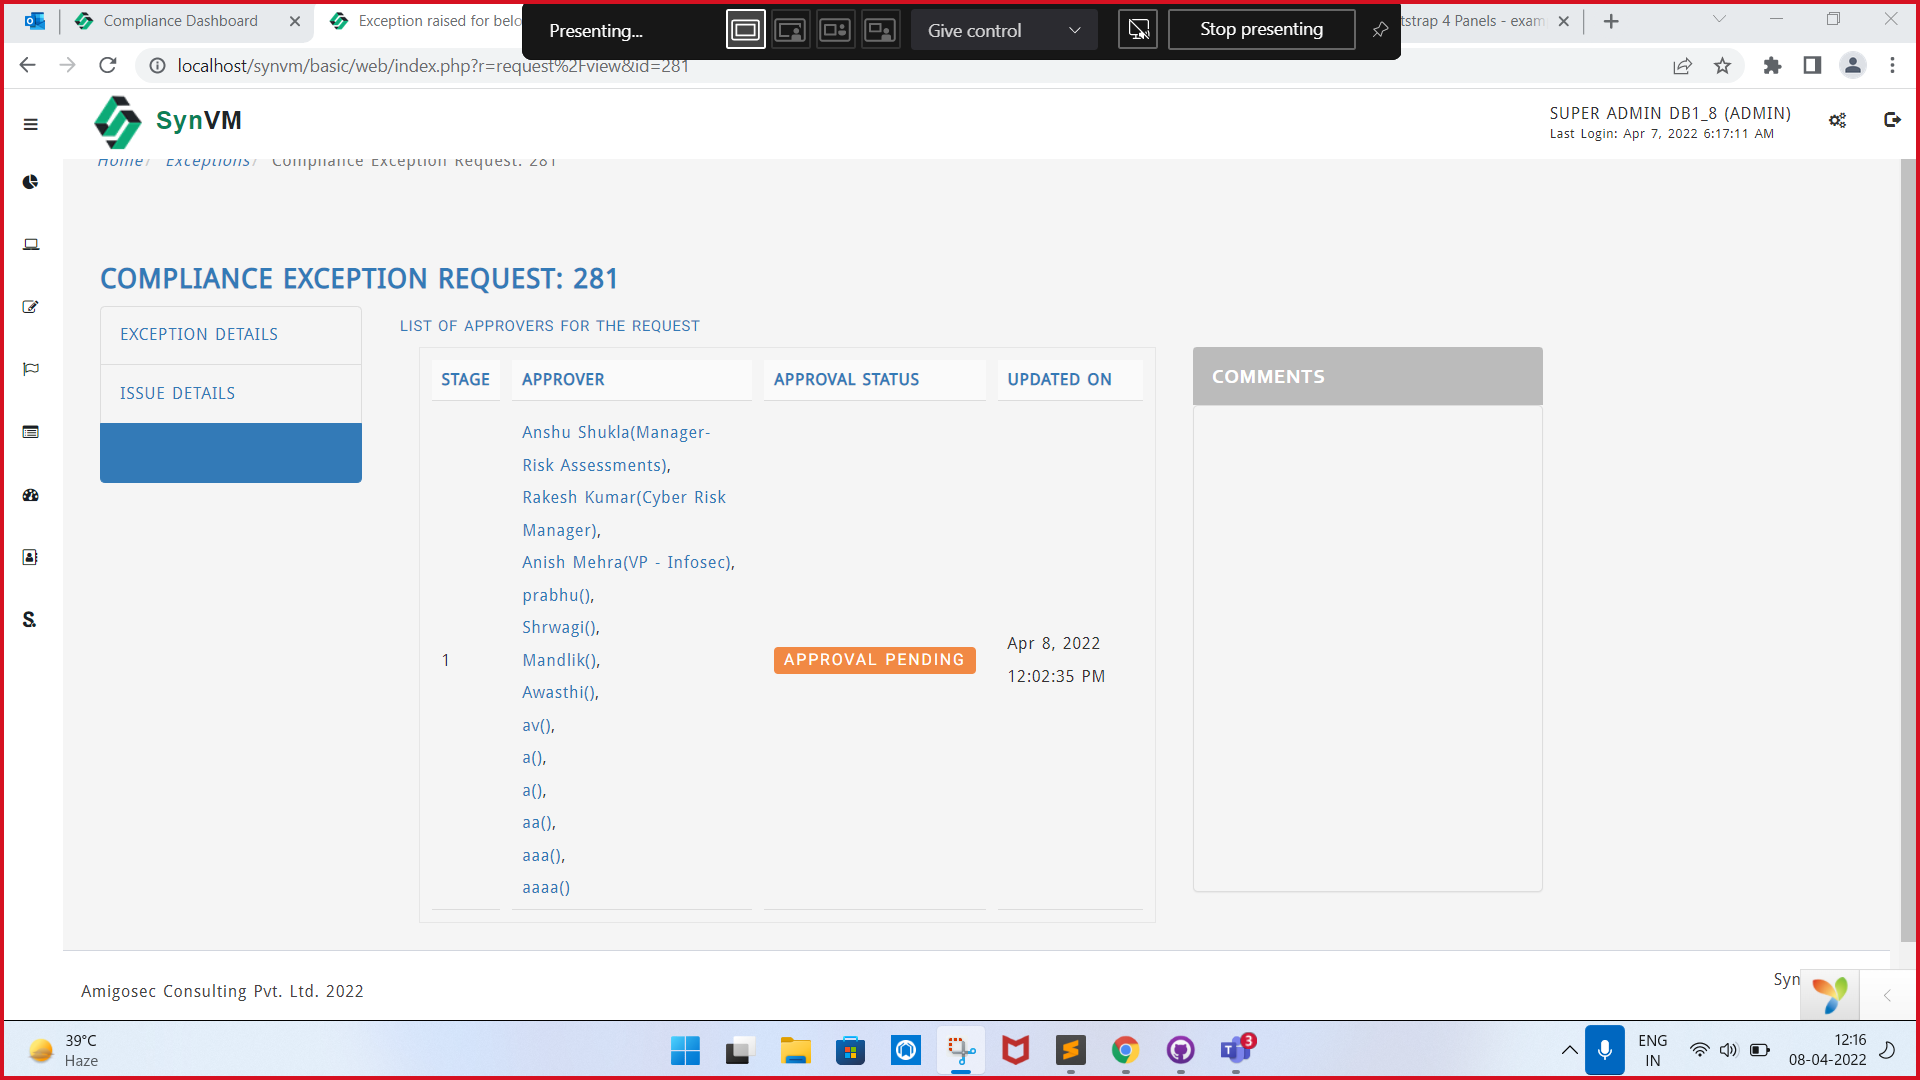 Compliance Dashboard
Exception raised for belo
Presenting...
Give control
Stop presenting
tstrap 4 Panels - exam
localhost/synvm/basic/web/index.php?r=request%2Fview&id=281
SynVM
SUPER ADMIN DB1_8 (ADMIN)
Last Login: Apr 7, 2022 6:17:11 AM
Home/ Exceptions/ Compliance Exception Request: 281
COMPLIANCE EXCEPTION REQUEST: 281
EXCEPTION DETAILS
ISSUE DETAILS
LIST OF APPROVERS FOR THE REQUEST
STAGE APPROVER APPROVAL STATUS UPDATED ON
COMMENTS
Anshu Shukla(Manager-
Risk Assessments),
Rakesh Kumar(Cyber Risk
Manager),
Anish Mehra(VP - Infosec),
prabhu(),
Shrwagi(),
Mandlik(),
Awasthi(),
av(),
a(),
a(),
aa(),
aaa(),
aaaa()
1
APPROVAL PENDING
Apr 8, 2022
12:02:35 PM
S.
Amigosec Consulting Pvt. Ltd. 2022
Syn
39°C
Haze
3
ENG
IN
12:16
08-04-2022